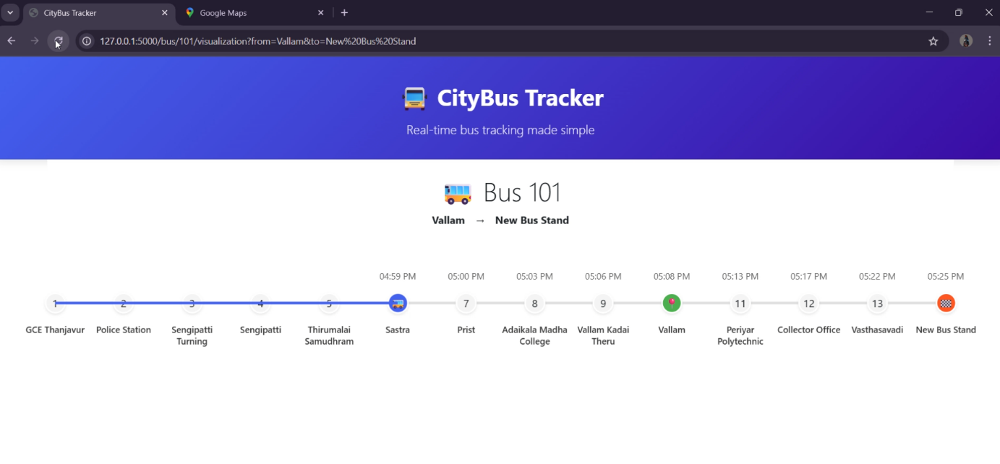 CityBus Tracker
Google Maps
127.0.0.1:5000/bus/101/visualization?from=Vallam&to=New%20Bus%20Stand
CityBus Tracker
Real-time bus tracking made simple
Bus 101
Vallam → New Bus Stand
04:59 PM 05:00 PM 05:03 PM 05:06 PM 05:08 PM 05:13 PM 05:17 PM 05:22 PM 05:25 PM
1 2 3 4 5 7 8 9 11 12 13
GCE Thanjavur Police Station Sengipatti Sengipatti Thirumalai Sastra Prist Adaikala Madha Vallam Kadai Vallam Periyar Collector Office Vasthasavadi New Bus Stand
Turning Samudhram College Theru Polytechnic